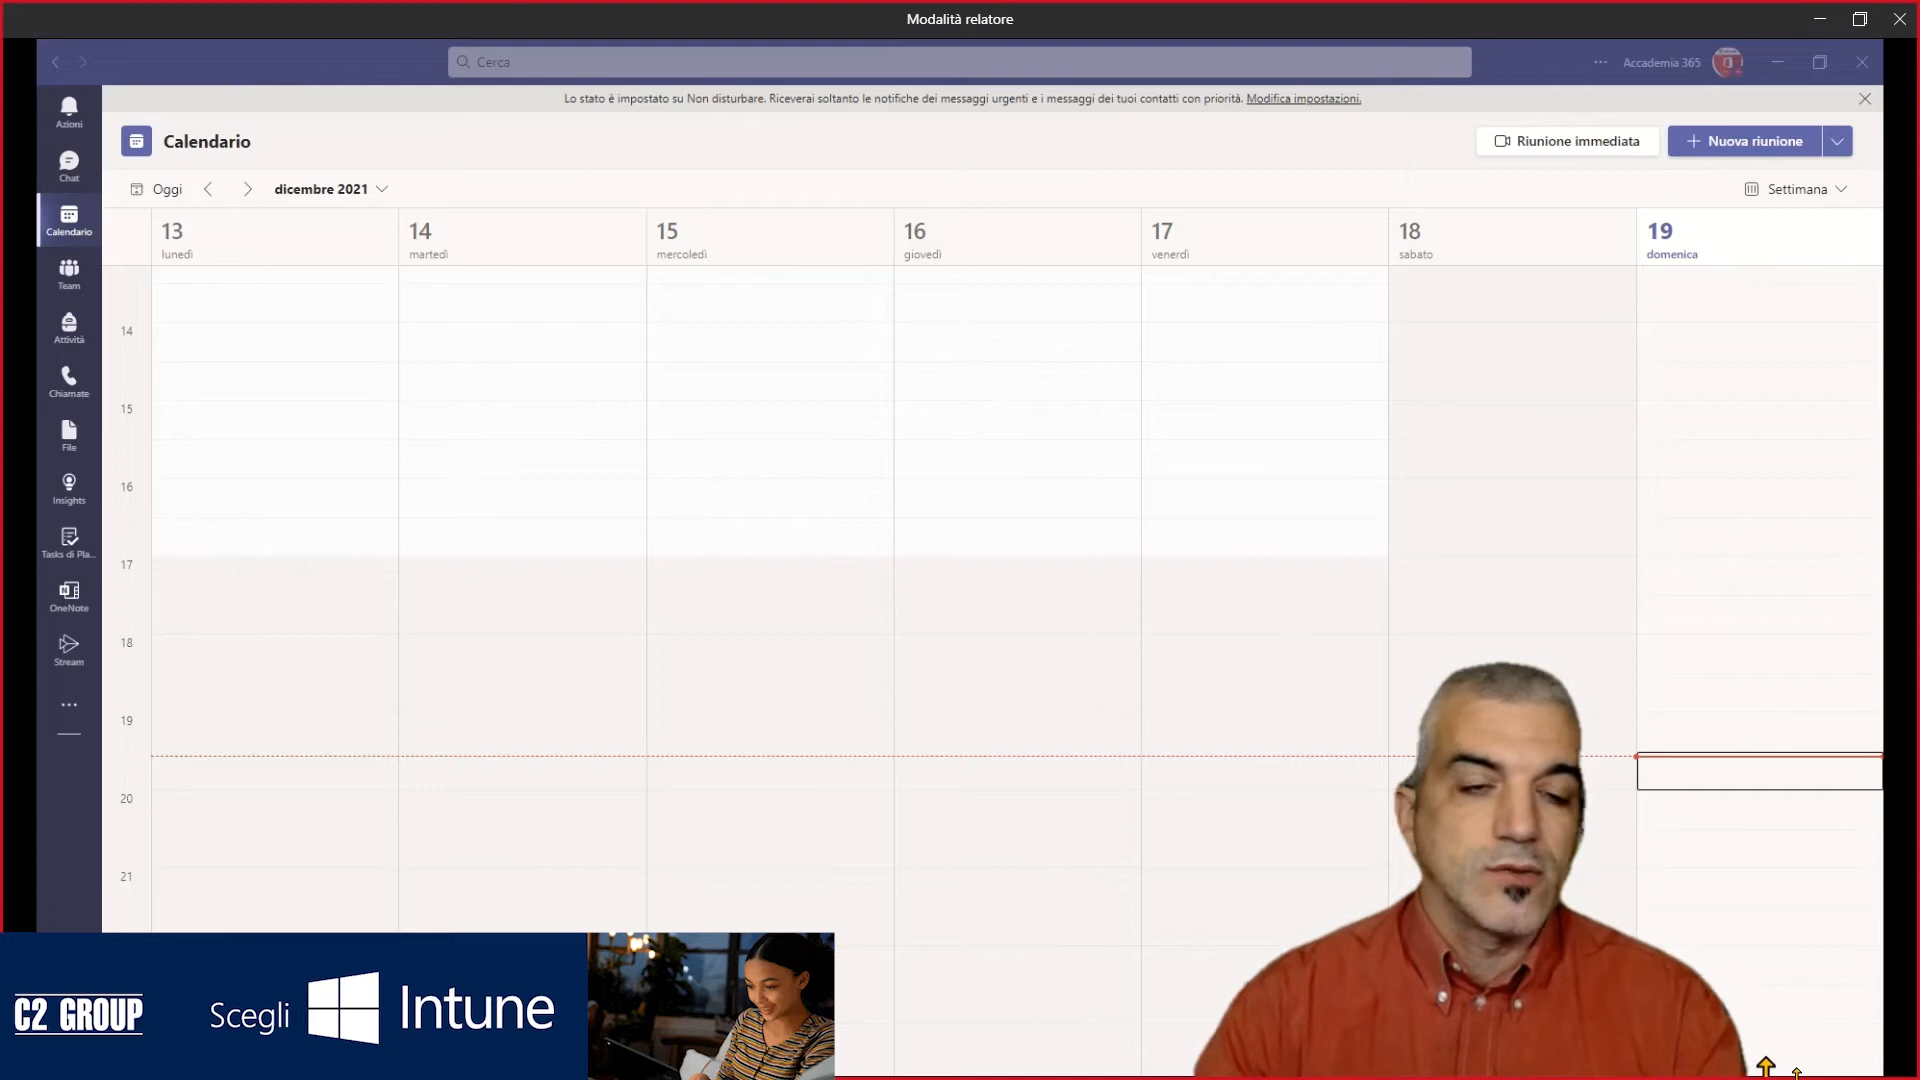 Modalità relatore
Cerca
Accademia 365
Lo stato è impostato su Non disturbare. Riceverai soltanto le notifiche dei messaggi urgenti e i messaggi dei tuoi contatti con priorità. Modifica impostazioni.
Azioni
Chat
Calendario
Team
Attività
Chiamate
File
Insights
Tasks di Pla...
OneNote
Stream
Calendario
Riunione immediata
Nuova riunione
Oggi
dicembre 2021
Settimana
13
lunedì
14
martedì
15
mercoledì
16
giovedì
17
venerdì
18
sabato
19
domenica
14
15
16
17
18
19
20
21
C2 GROUP
Scegli Intune